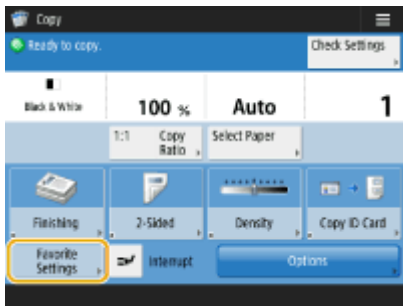 Copy
Ready to copy.
Check Settings
Black & White
100 %
Auto
1
1:1
Copy
Ratio
Select Paper
Finishing
2-Sided
Density
Copy ID Card
Favorite
Settings
Interrupt
Options